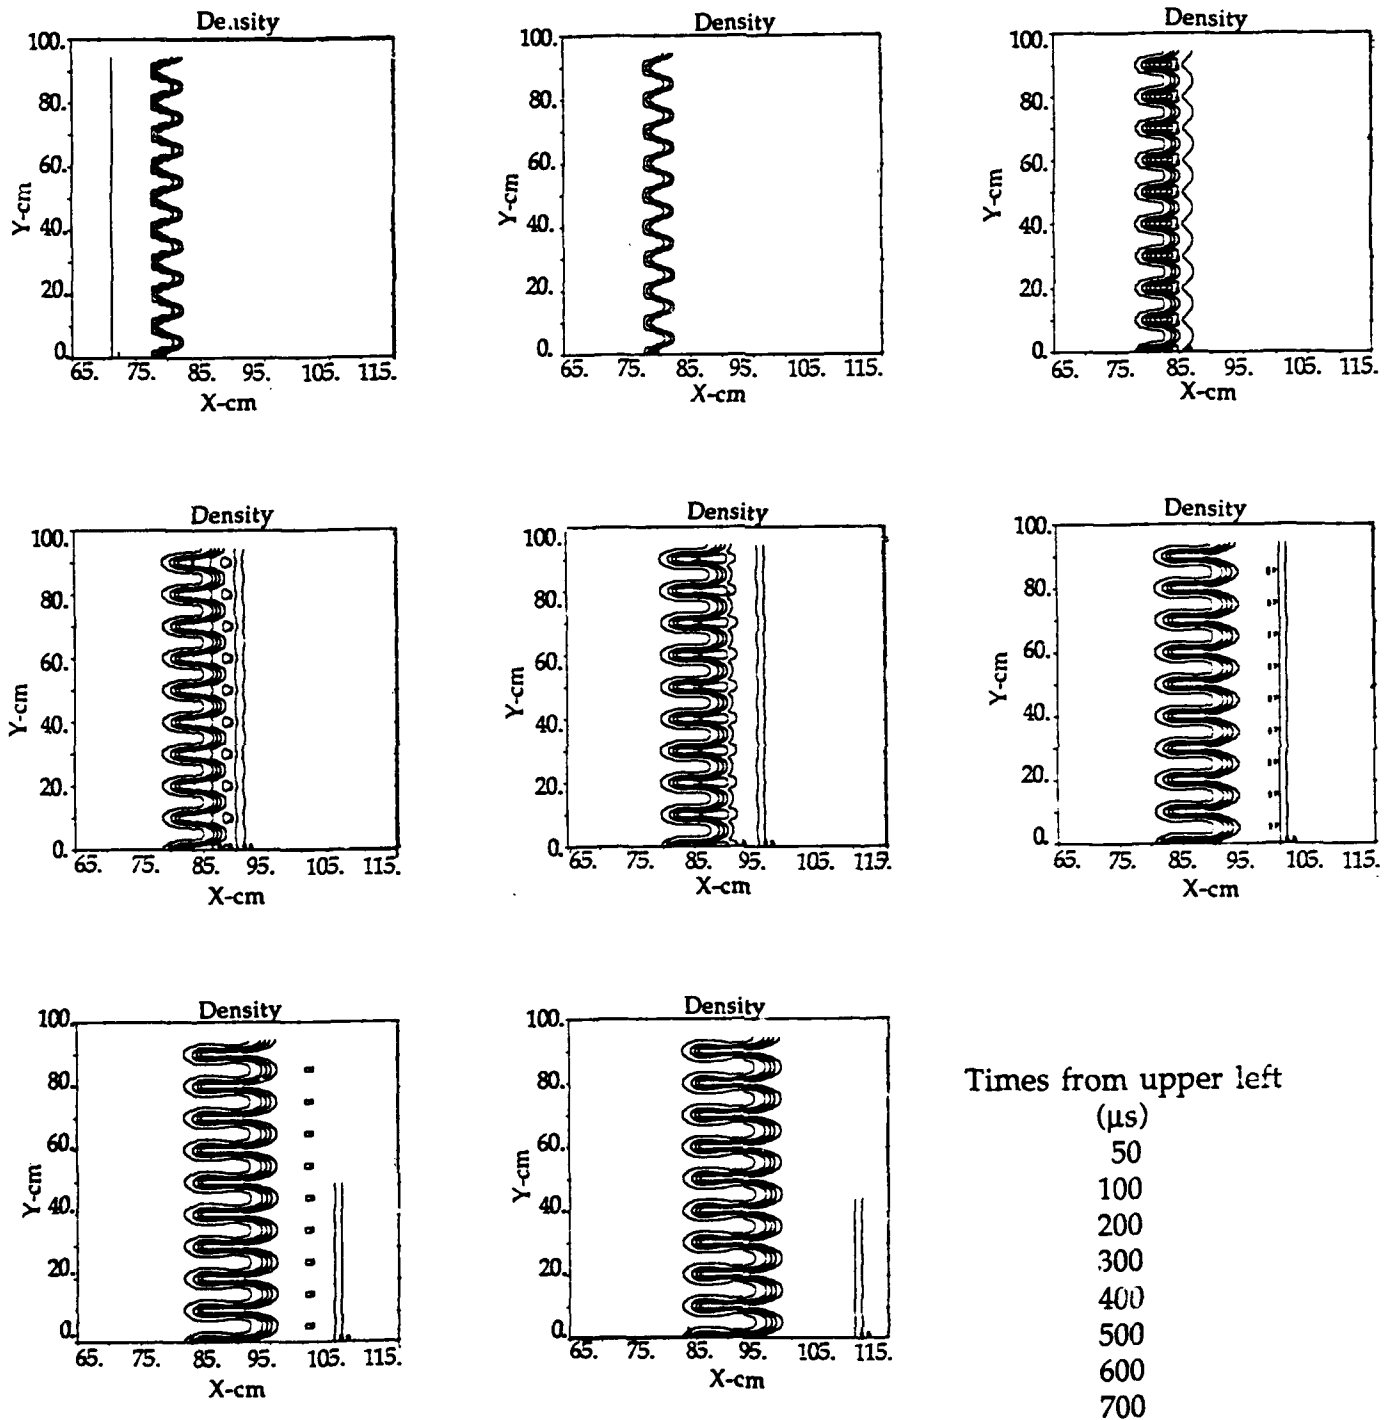 Density
100.
80.
60.
40.
20.
0.
Y-cm
65. 75. 85. 95. 105. 115.
X-cm
Density
100.
80.
60.
40.
20.
0.
Y-cm
65. 75. 85. 95. 105. 115.
X-cm
Density
100.
80.
60.
40.
20.
0.
Y-cm
65. 75. 85. 95. 105. 115.
X-cm
Density
100.
80.
60.
40.
20.
0.
Y-cm
65. 75. 85. 95. 105. 115.
X-cm
Density
100.
80.
60.
40.
20.
0.
Y-cm
65. 75. 85. 95. 105. 115.
X-cm
Density
100.
80.
60.
40.
20.
0.
Y-cm
65. 75. 85. 95. 105. 115.
X-cm
Density
100.
80.
60.
40.
20.
0.
Y-cm
65. 75. 85. 95. 105. 115.
X-cm
Density
100.
80.
60.
40.
20.
0.
Y-cm
65. 75. 85. 95. 105. 115.
X-cm
Times from upper left
(μs)
50
100
200
300
400
500
600
700